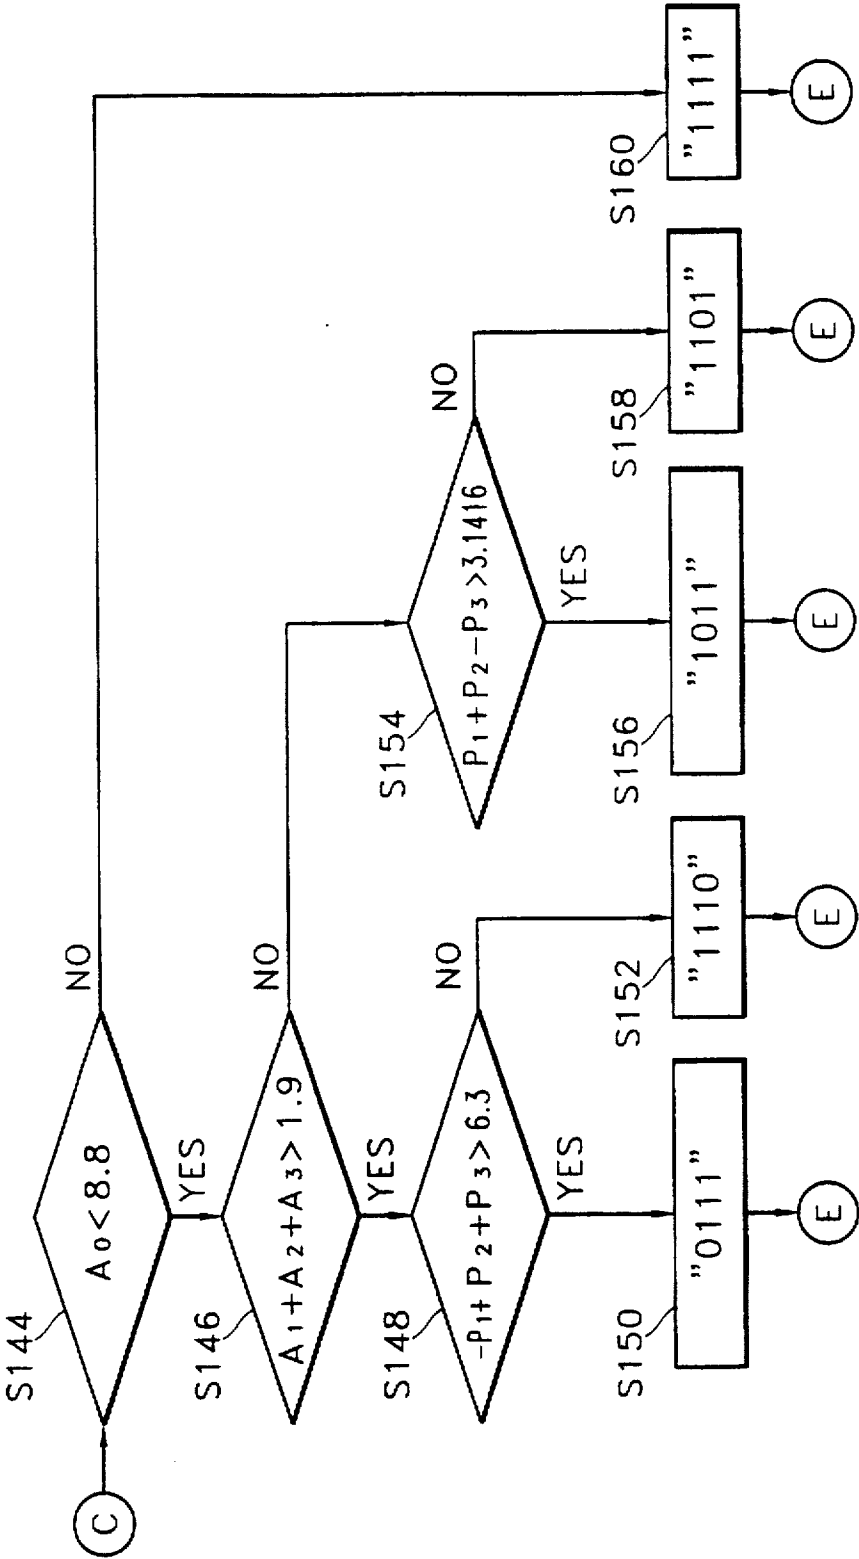 C
S144
A0<8.8
NO
YES
S146
A1+A2+A3>1.9
NO
YES
S148
-P1+P2+P3>6.3
NO
YES
S154
P1+P2-P3>3.1416
NO
YES
S150
"0111"
E
S152
"1110"
E
S156
"1011"
E
S158
"1101"
E
S160
"1111"
E